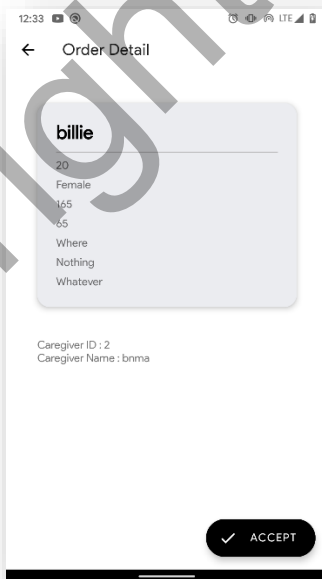 12:33 LTE
Order Detail
billie
20
Female
165
65
Where
Nothing
Whatever
Caregiver ID : 2
Caregiver Name : bnma
ACCEPT